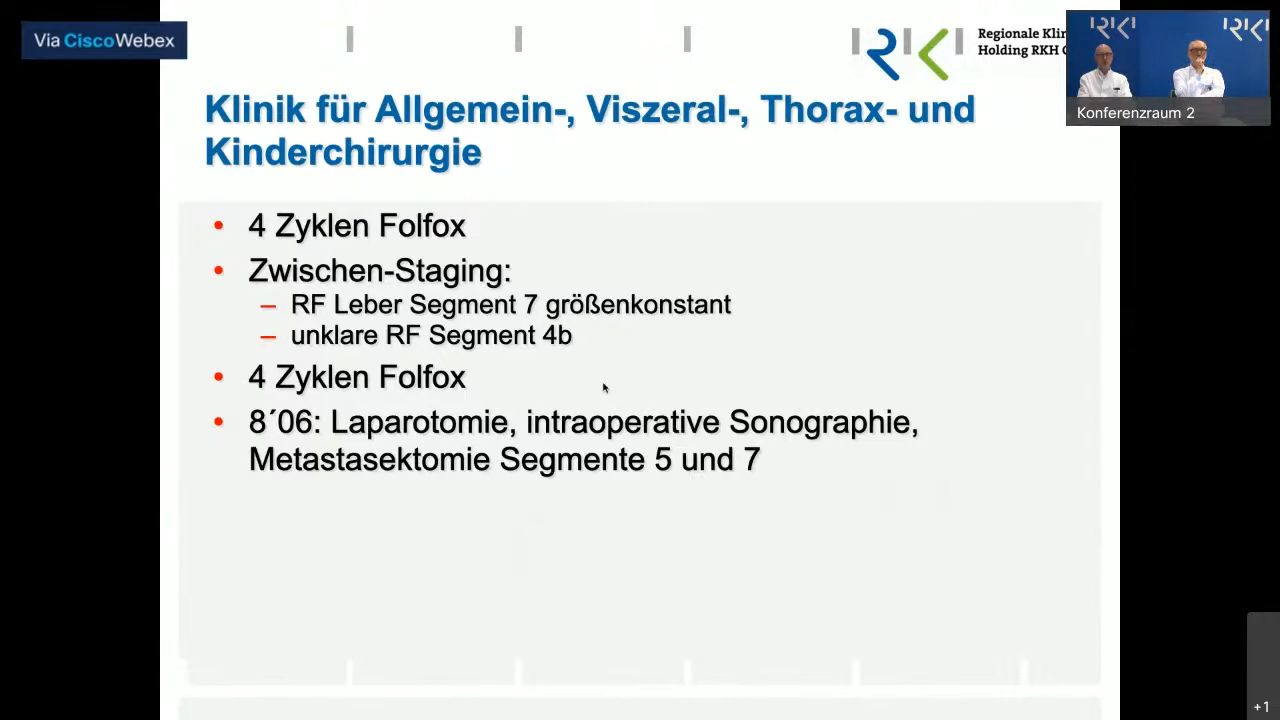 Via CiscoWebex
Regionale
Holding RKH
Konferenzraum 2
Klinik für Allgemein-, Viszeral-, Thorax- und
Kinderchirurgie
• 4 Zyklen Folfox
• Zwischen-Staging:
– RF Leber Segment 7 größenkonstant
– unklare RF Segment 4b
• 4 Zyklen Folfox
• 8´06: Laparotomie, intraoperative Sonographie,
Metastasektomie Segmente 5 und 7
+1